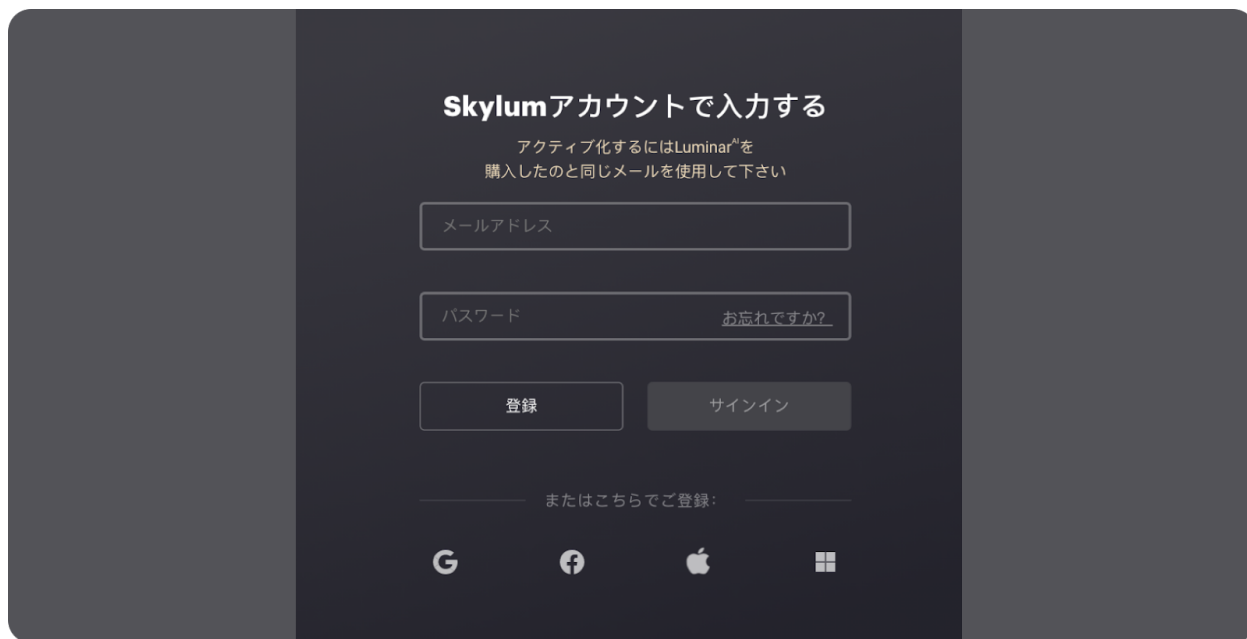 Skylumアカウントで入力する
アクティブ化するにはLuminarᴬᴵを
購入したのと同じメールを使用して下さい
メールアドレス
パスワード お忘れですか?
登録 サインイン
またはこちらでご登録: